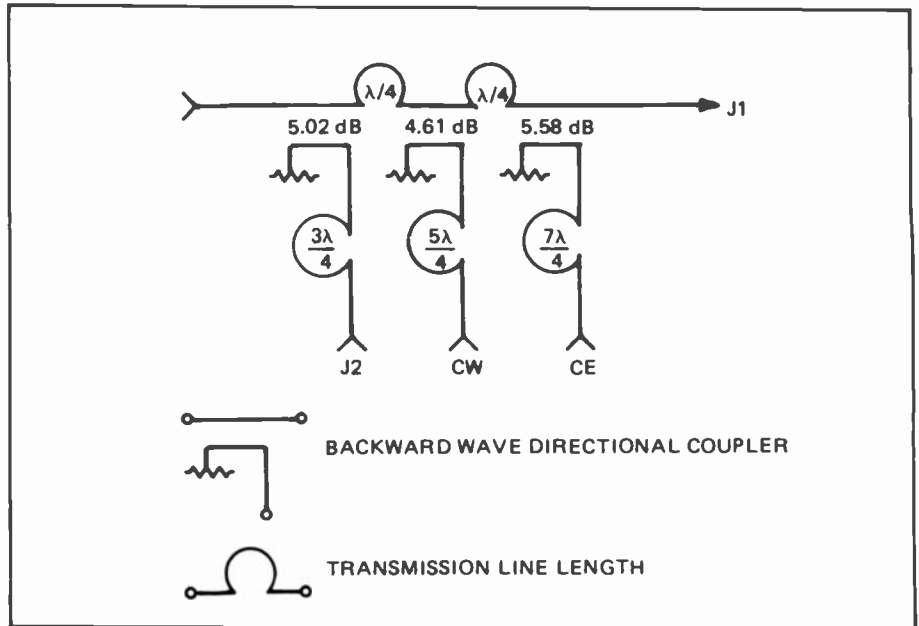 λ/4 λ/4
J1
5.02 dB 4.61 dB 5.58 dB
3λ/4 5λ/4 7λ/4
J2 CW CE
BACKWARD WAVE DIRECTIONAL COUPLER
TRANSMISSION LINE LENGTH